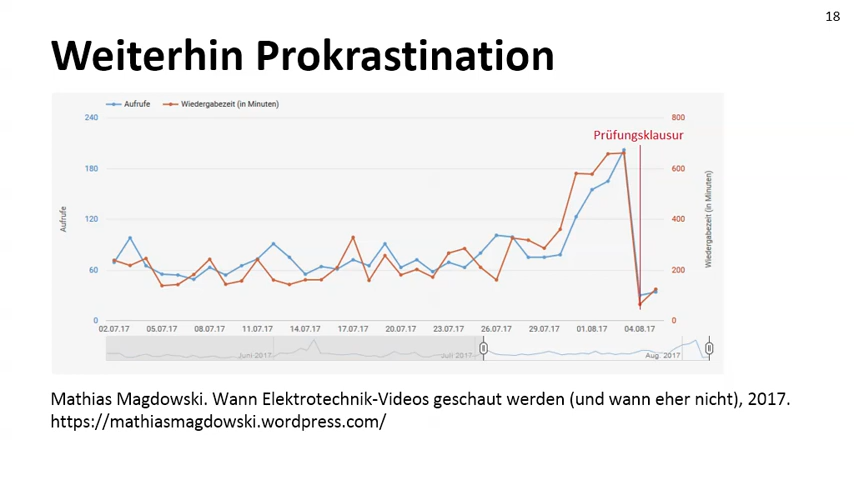 18
Weiterhin Prokrastination
Aufrufe Wiedergabezeit (in Minuten)
240 800
Prüfungsklausur
180 600
120 400
60 200
0 0
Aufrufe
Wiedergabezeit (in Minuten)
02.07.17 05.07.17 08.07.17 11.07.17 14.07.17 17.07.17 20.07.17 23.07.17 26.07.17 29.07.17 01.08.17 04.08.17
Juni 2017 Juli 2017 Aug. 2017
Mathias Magdowski. Wann Elektrotechnik-Videos geschaut werden (und wann eher nicht), 2017.
https://mathiasmagdowski.wordpress.com/